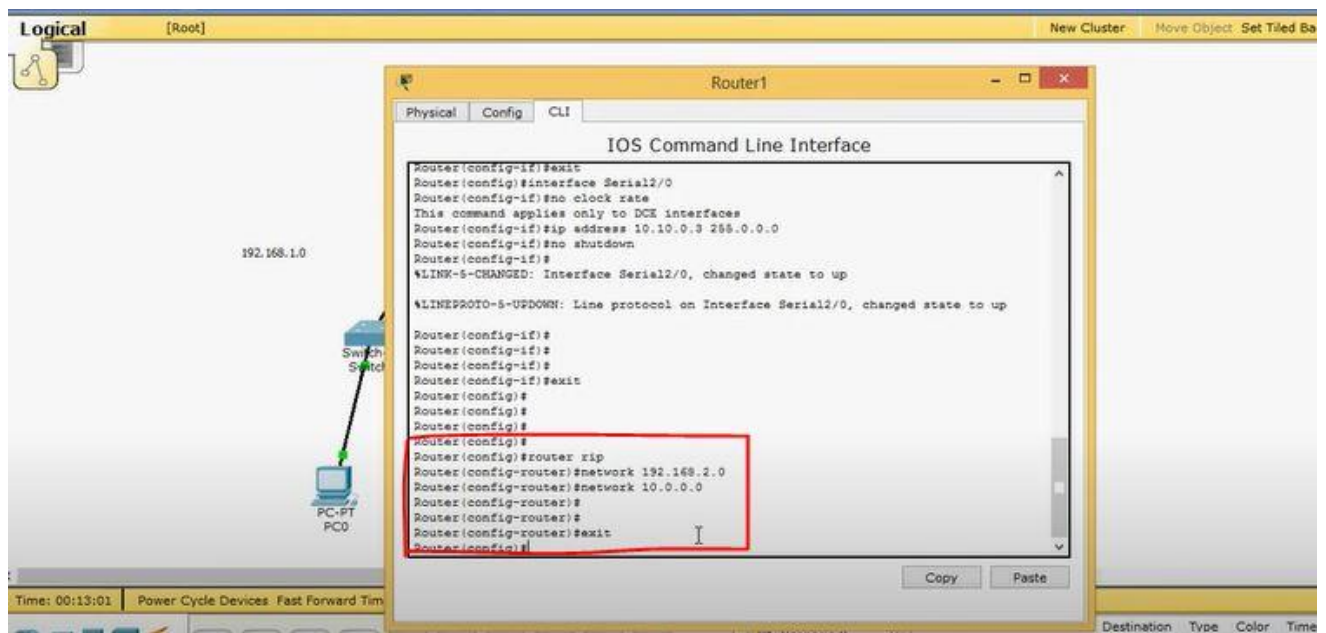 Logical [Root] New Cluster Move Object Set Tiled Ba
Router1
Physical Config CLI
IOS Command Line Interface
Router(config-if)#exit
Router(config)#interface Serial2/0
Router(config-if)#no clock rate
This command applies only to DCE interfaces
Router(config-if)#ip address 10.10.0.3 255.0.0.0
Router(config-if)#no shutdown
Router(config-if)#
%LINK-5-CHANGED: Interface Serial2/0, changed state to up
%LINEPROTO-5-UPDOWN: Line protocol on Interface Serial2/0, changed state to up
Router(config-if)#
Router(config-if)#
Router(config-if)#
Router(config-if)#exit
Router(config)#
Router(config)#
Router(config)#
Router(config)#
Router(config)#router rip
Router(config-router)#network 192.168.2.0
Router(config-router)#network 10.0.0.0
Router(config-router)#
Router(config-router)#
Router(config-router)#exit
Router(config)#
Copy Paste
192.168.1.0
Switch-
Switch
PC-PT
PC0
Time: 00:13:01 Power Cycle Devices Fast Forward Tim
Destination Type Color Time